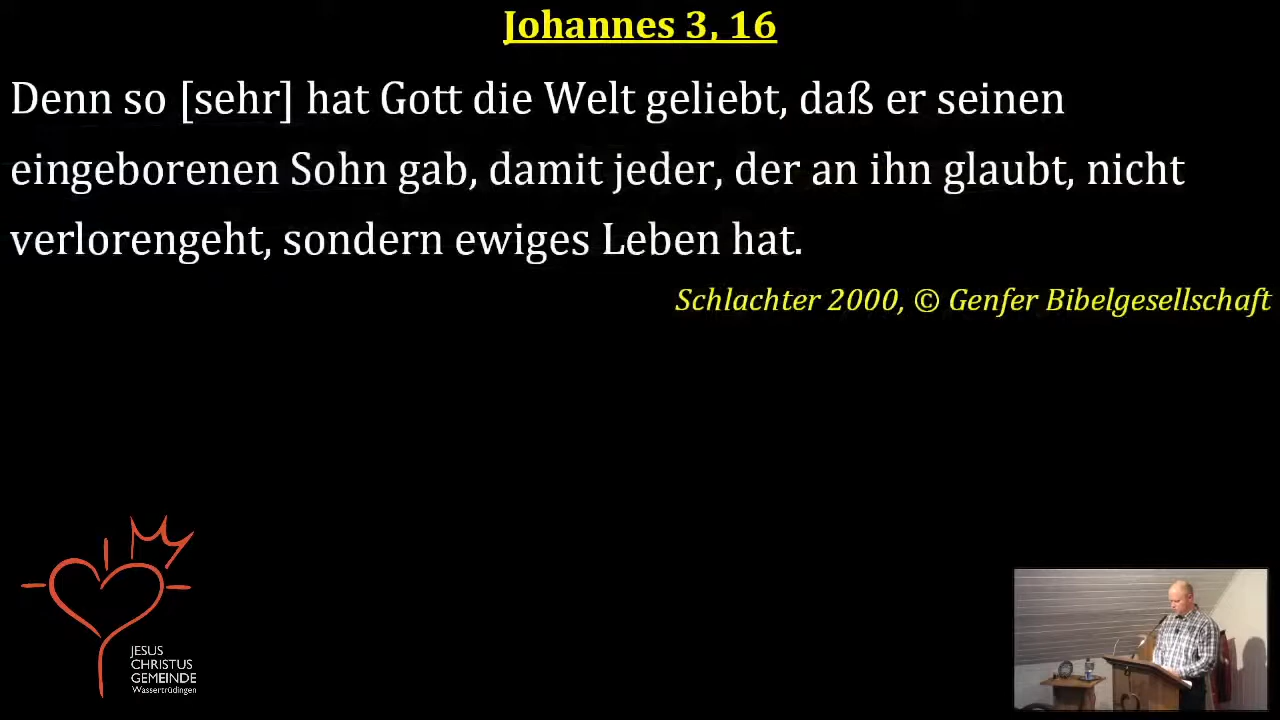 Johannes 3, 16
Denn so [sehr] hat Gott die Welt geliebt, daß er seinen
eingeborenen Sohn gab, damit jeder, der an ihn glaubt, nicht
verlorengeht, sondern ewiges Leben hat.
Schlachter 2000, © Genfer Bibelgesellschaft
JESUS
CHRISTUS
GEMEINDE
Wassertrüdingen